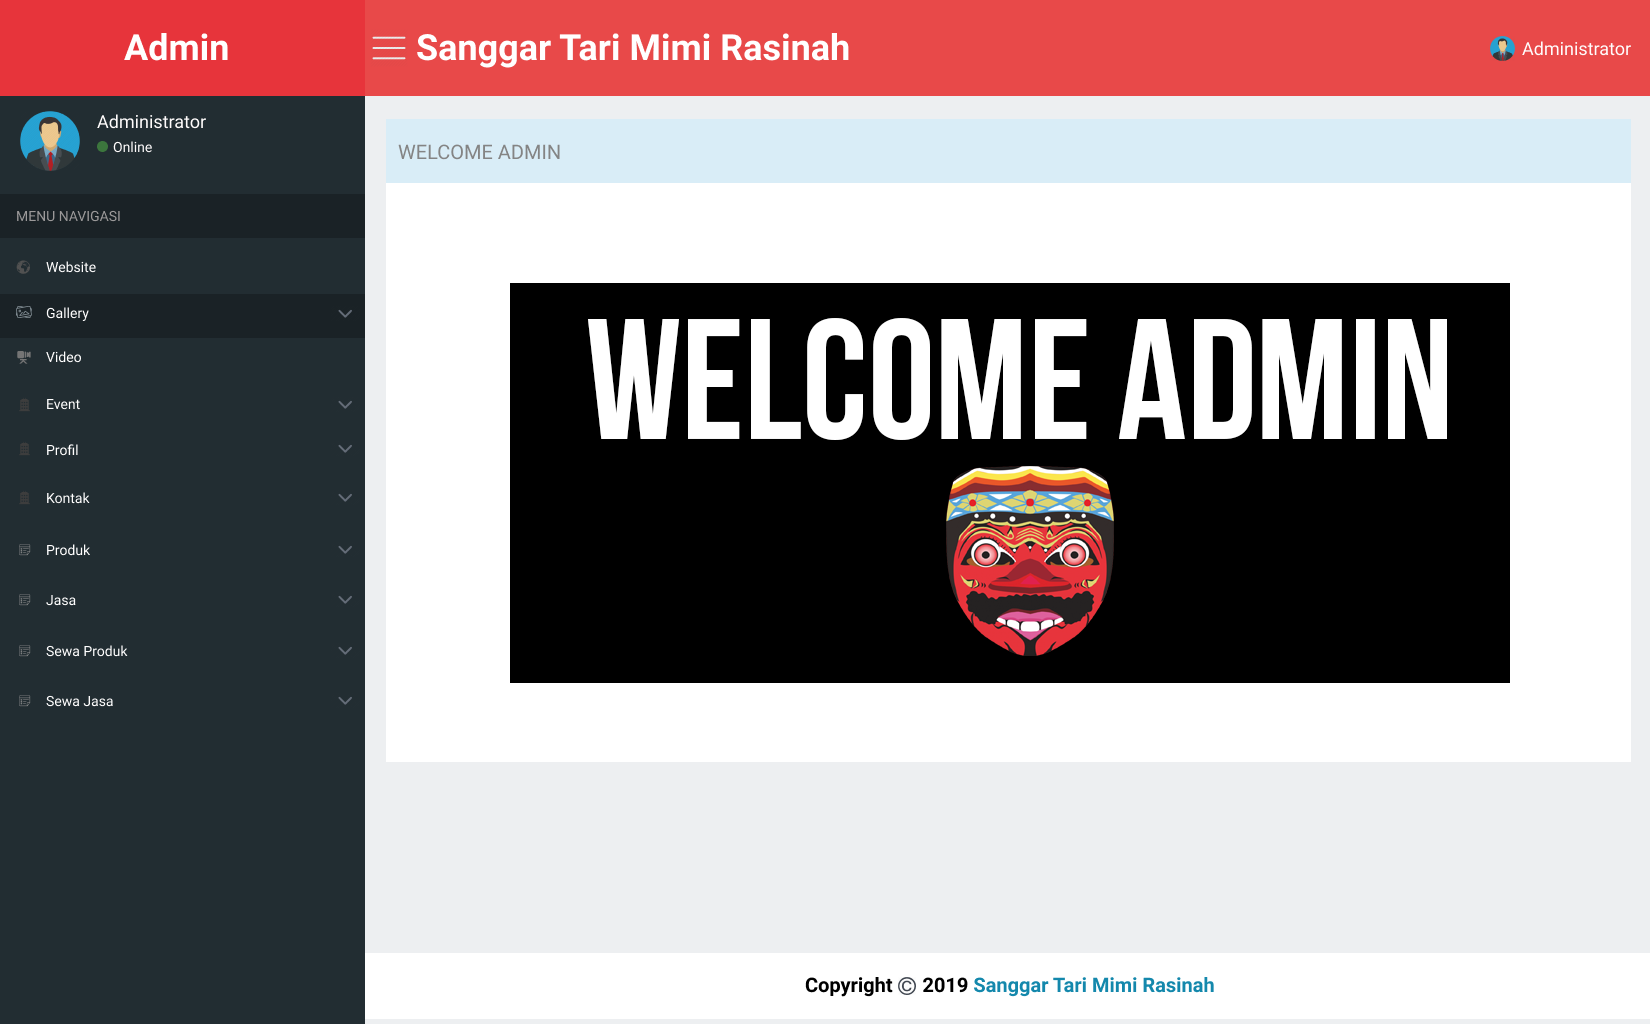 Admin
Sanggar Tari Mimi Rasinah
Administrator
Administrator
Online
MENU NAVIGASI
Website
Gallery
Video
Event
Profil
Kontak
Produk
Jasa
Sewa Produk
Sewa Jasa
WELCOME ADMIN
WELCOME ADMIN
Copyright © 2019 Sanggar Tari Mimi Rasinah